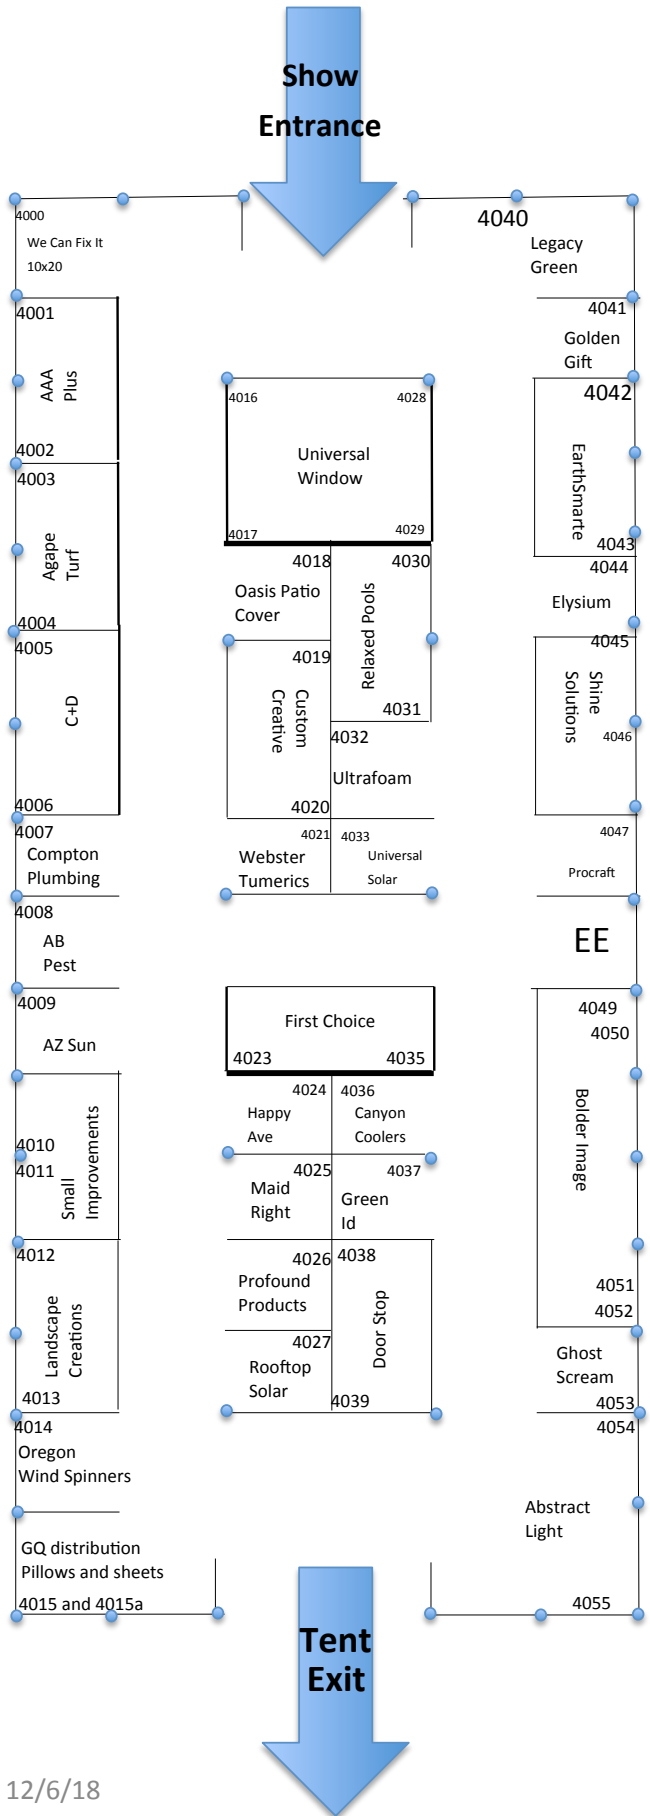 Show
Entrance
4000
We Can Fix It
10x20
4001
AAA
Plus
4002
4003
Agape
Turf
4004
4005
C+D
4006
4007
Compton
Plumbing
4008
AB
Pest
4009
AZ Sun
4010
4011
Small
Improvements
4012
Landscape
Creations
4013
4014
Oregon
Wind Spinners
GQ distribution
Pillows and sheets
4015 and 4015a
4016
4028
Universal
Window
4017
4029
4018
4030
Oasis Patio
Cover
Relaxed Pools
4019
Custom
Creative
4031
4032
Ultrafoam
4020
4021
4033
Webster
Tumerics
Universal
Solar
First Choice
4023
4035
4024
4036
Happy
Ave
Canyon
Coolers
4025
4037
Maid
Right
Green
Id
4026
4038
Profound
Products
Door Stop
4027
Rooftop
Solar
4039
4040
Legacy
Green
4041
Golden
Gift
4042
EarthSmarte
4043
4044
Elysium
4045
Shine
Solutions
4046
4047
Procraft
EE
4049
4050
Bolder Image
4051
4052
Ghost
Scream
4053
4054
Abstract
Light
4055
Tent
Exit
12/6/18